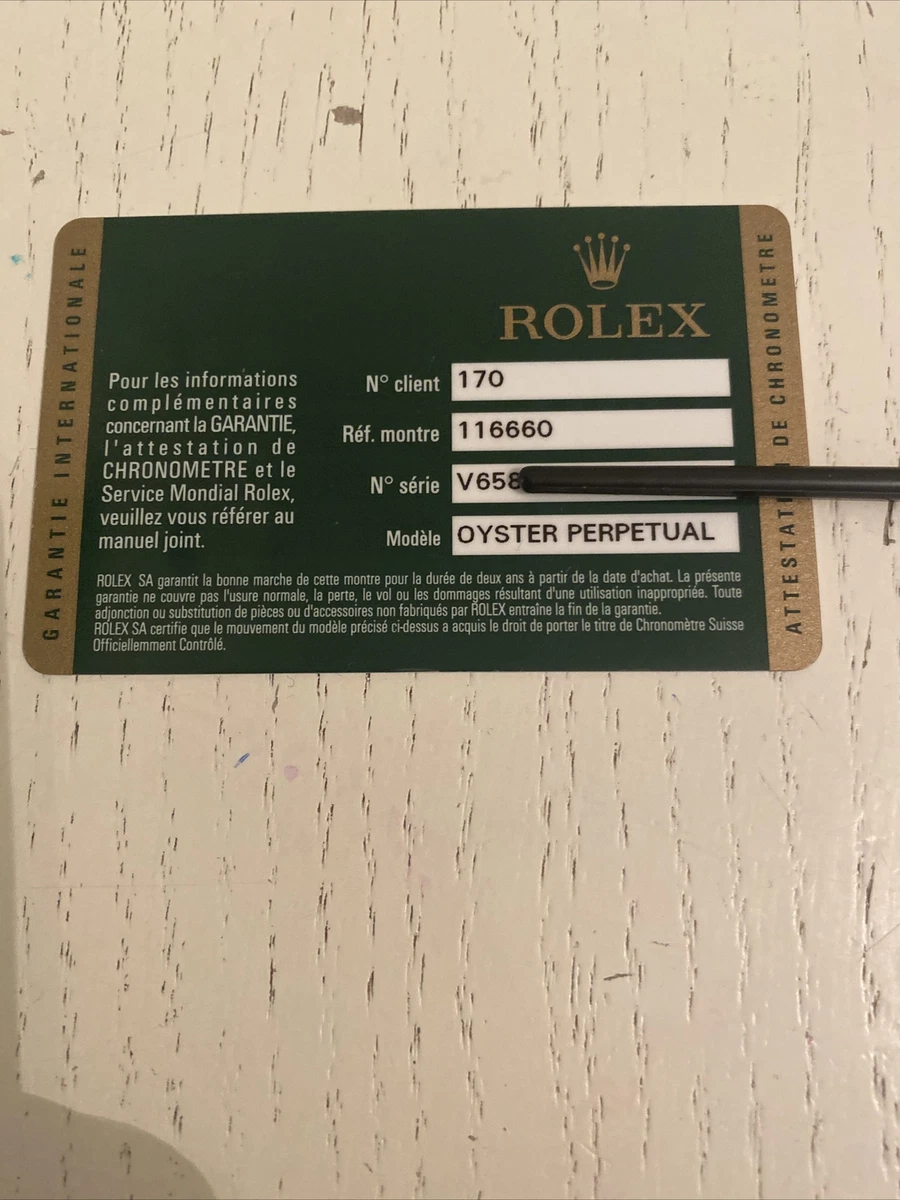 ROLEX
GARANTIE INTERNATIONALE
Pour les informations
complémentaires
concernant la GARANTIE,
l'attestation de
CHRONOMETRE et le
Service Mondial Rolex,
veuillez vous référer au
manuel joint.
N° client 170
Réf. montre 116660
N° série V658
Modèle OYSTER PERPETUAL
ROLEX SA garantit la bonne marche de cette montre pour la durée de deux ans à partir de la date d'achat. La présente
garantie ne couvre pas l'usure normale, la perte, le vol ou les dommages résultant d'une utilisation inappropriée. Toute
adjonction ou substitution de pièces ou d'accessoires non fabriqués par ROLEX entraîne la fin de la garantie.
ROLEX SA certifie que le mouvement du modèle précisé ci-dessus a acquis le droit de porter le titre de Chronomètre Suisse
Officiellement Contrôlé.
ATTESTATI DE CHRONOMETRE